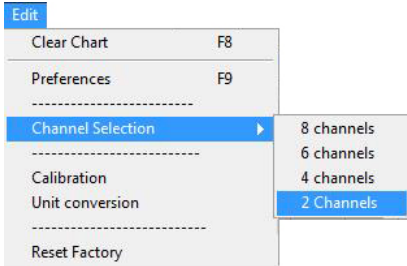 Edit
Clear Chart F8
Preferences F9
-------------------------
Channel Selection
--------------------------
Calibration
Unit conversion
---------------------------
Reset Factory
8 channels
6 channels
4 channels
2 Channels